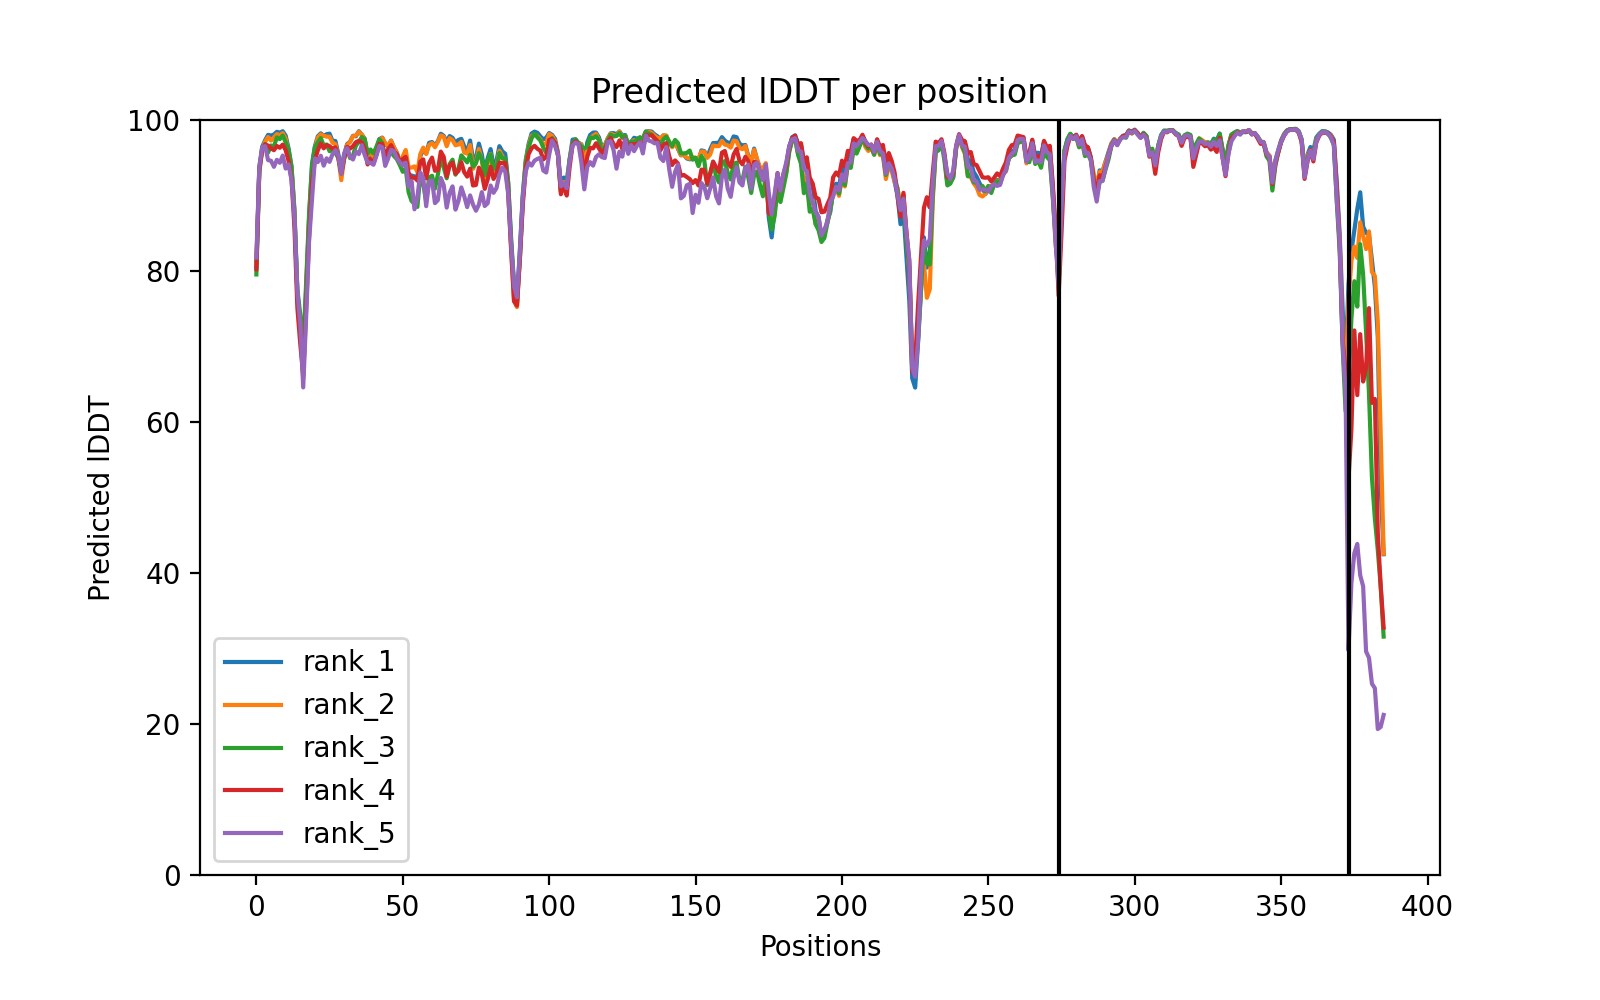 Predicted lDDT per position
100
80
60
40
20
0
Predicted lDDT
rank_1
rank_2
rank_3
rank_4
rank_5
0 50 100 150 200 250 300 350 400
Positions